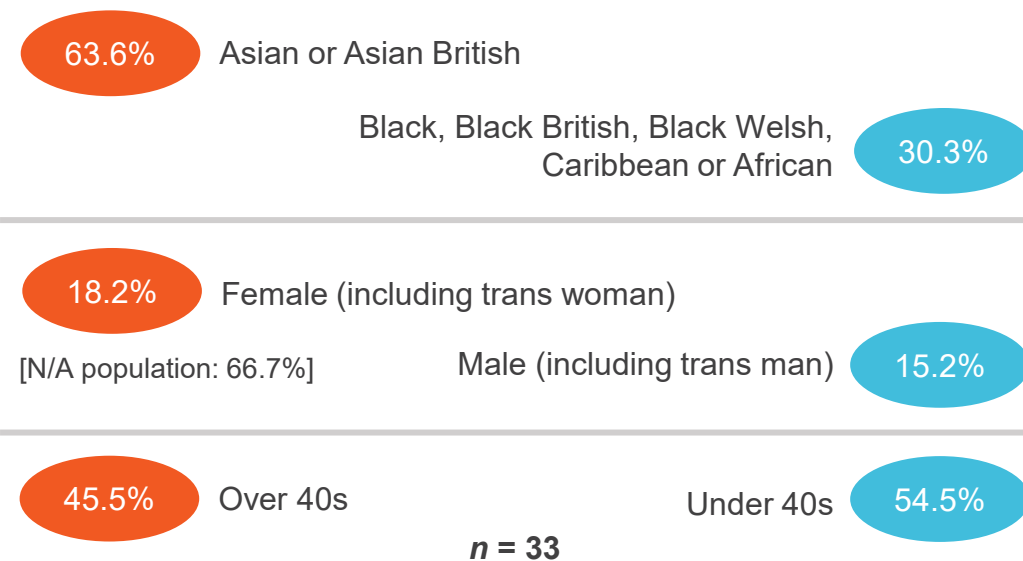 63.6% Asian or Asian British
Black, Black British, Black Welsh,
Caribbean or African 30.3%
18.2% Female (including trans woman)
[N/A population: 66.7%] Male (including trans man) 15.2%
45.5% Over 40s Under 40s 54.5%
n = 33